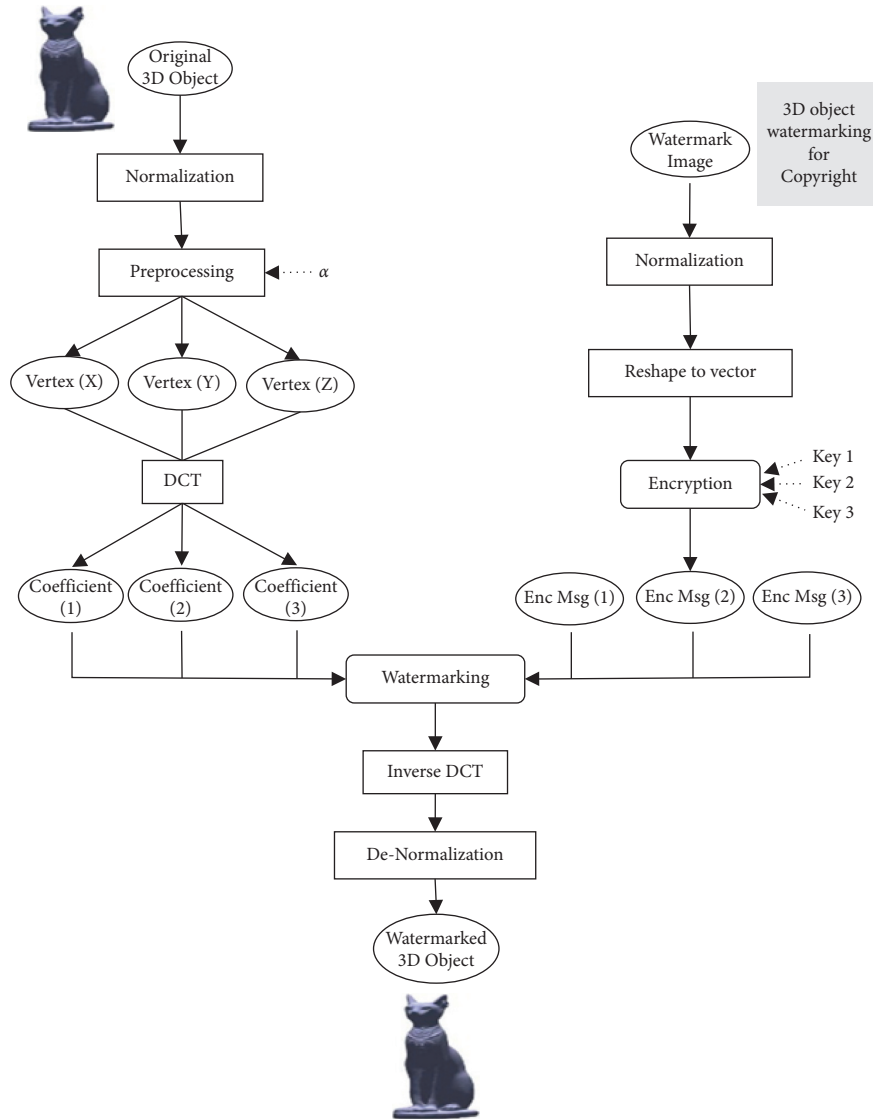 Original
3D Object
Normalization
Preprocessing
α
Vertex (X)
Vertex (Y)
Vertex (Z)
DCT
Coefficient
(1)
Coefficient
(2)
Coefficient
(3)
Watermark
Image
3D object
watermarking
for
Copyright
Normalization
Reshape to vector
Encryption
Key 1
Key 2
Key 3
Enc Msg (1)
Enc Msg (2)
Enc Msg (3)
Watermarking
Inverse DCT
De-Normalization
Watermarked
3D Object